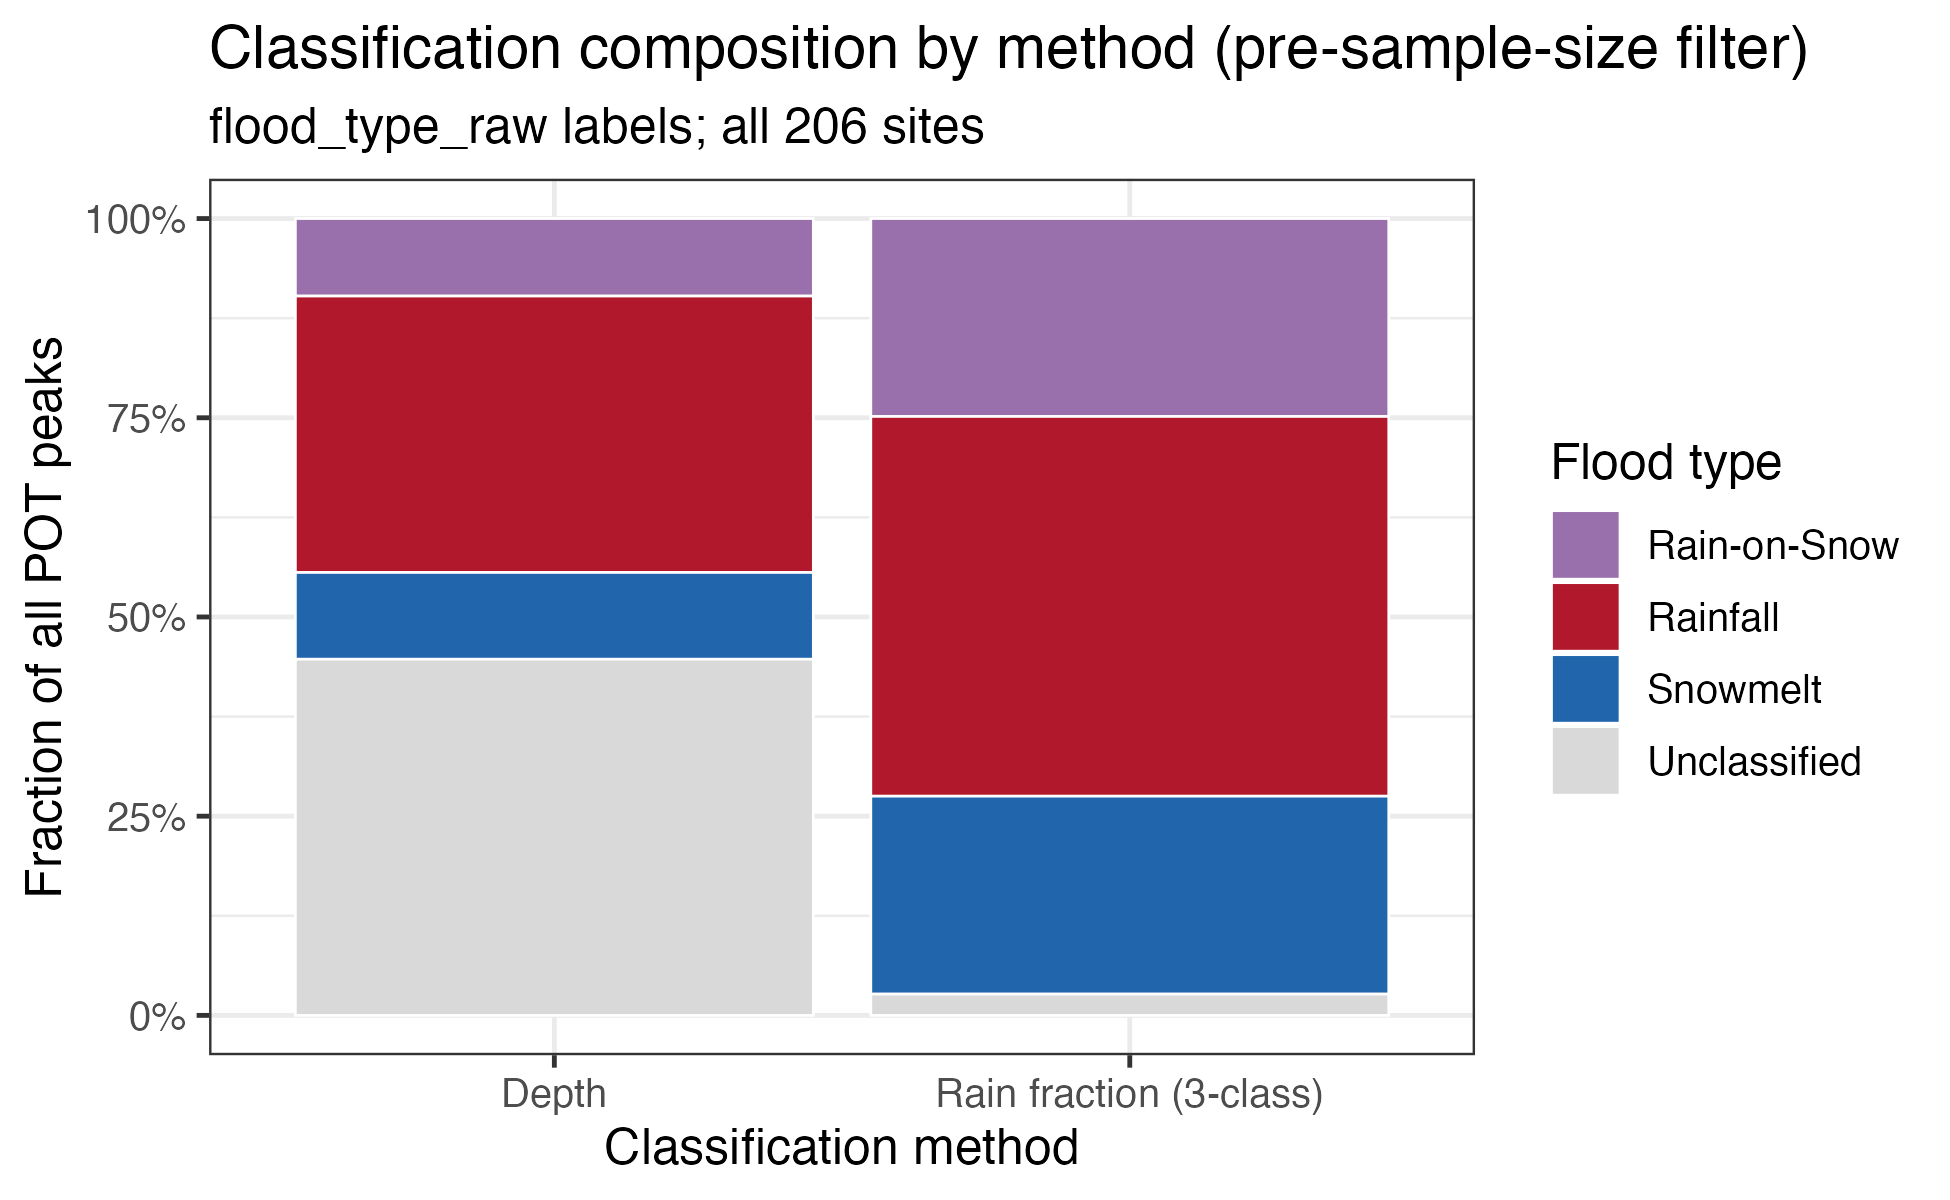 Classification composition by method (pre-sample-size filter)
flood_type_raw labels; all 206 sites
Fraction of all POT peaks
100%
75%
50%
25%
0%
Depth
Rain fraction (3-class)
Classification method
Flood type
Rain-on-Snow
Rainfall
Snowmelt
Unclassified